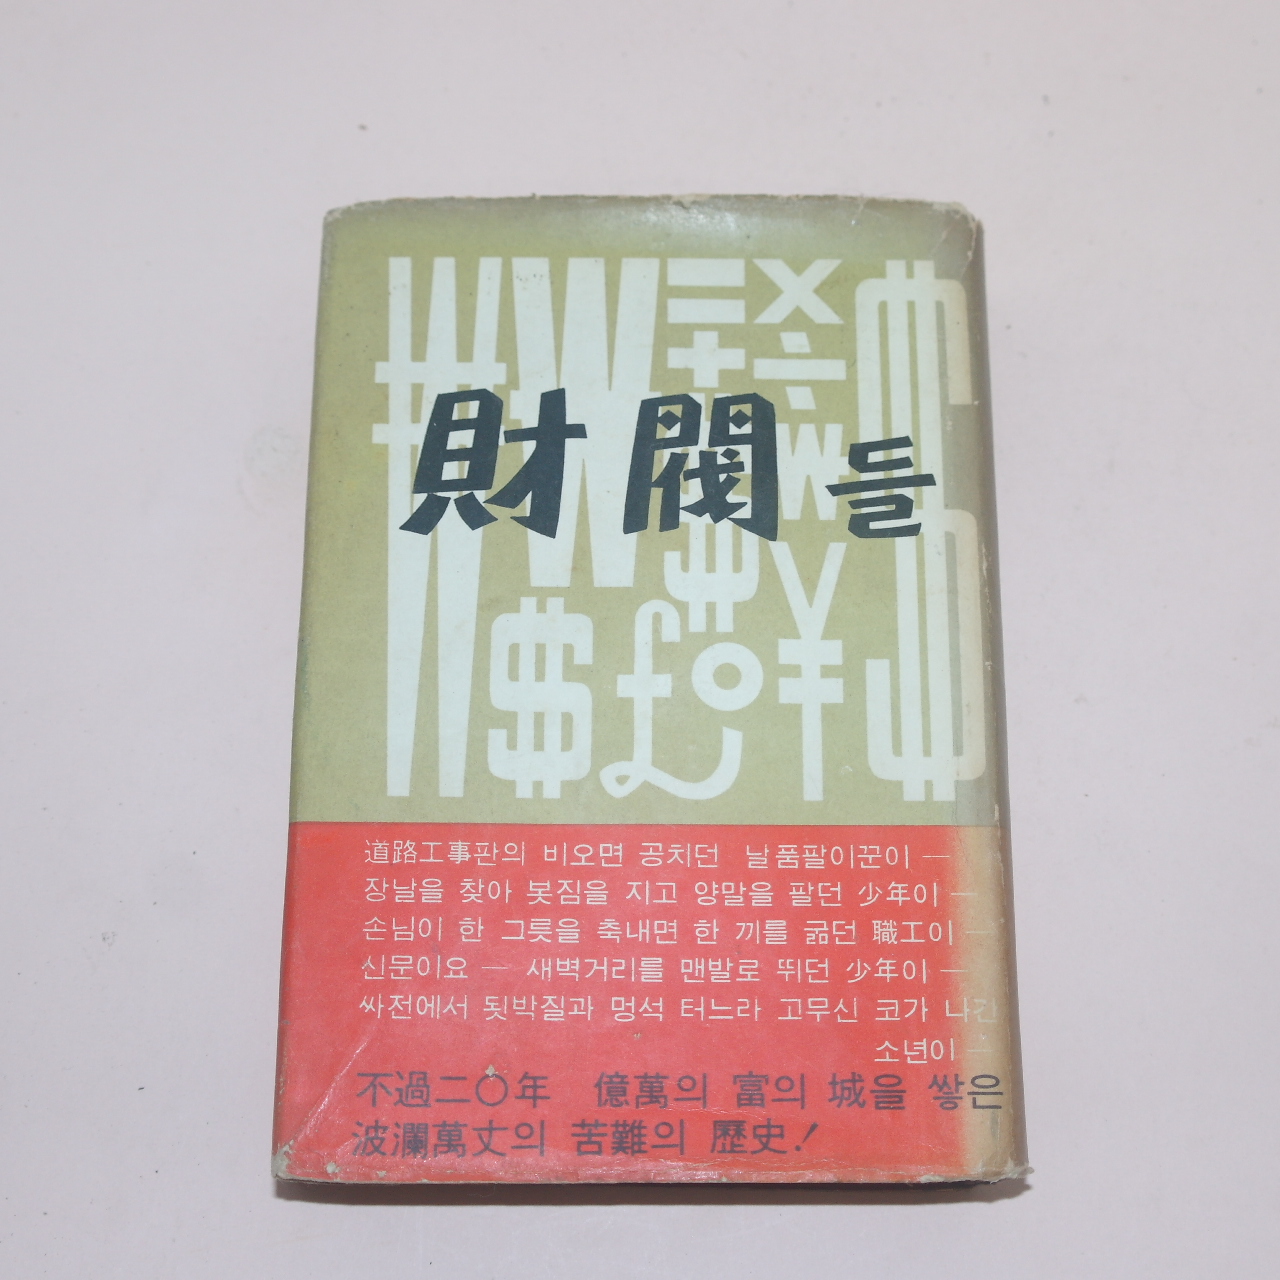 財閥들
道路工事판의 비오면 공치던 날품팔이꾼이 —
장날을 찾아 봇짐을 지고 양말을 팔던 少年이 —
손님이 한 그릇을 축내면 한 끼를 굶던 職工이 —
신문이요 — 새벽거리를 맨발로 뛰던 少年이 —
싸전에서 됫박질과 멍석 터느라 고무신 코가 나간
소년이 —
不過二〇年 億萬의 富의 城을 쌓은
波瀾萬丈의 苦難의 歷史!